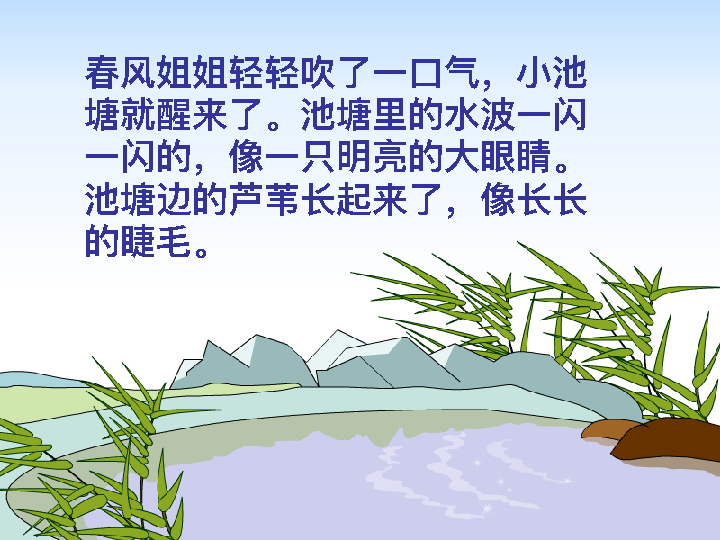 春风姐姐轻轻吹了一口气，小池
塘就醒来了。池塘里的水波一闪
一闪的，像一只明亮的大眼睛。
池塘边的芦苇长起来了，像长长
的睫毛。